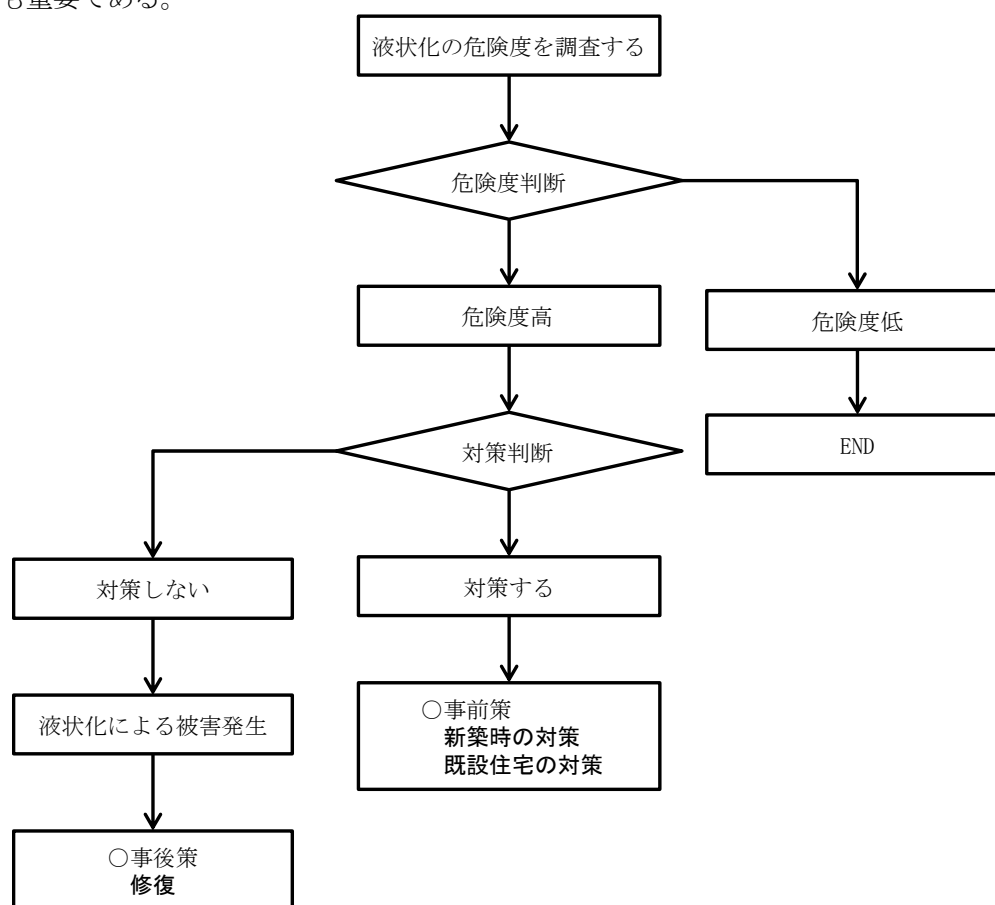 も重要である。
液状化の危険度を調査する
危険度判断
危険度高
危険度低
対策判断
END
対策しない
対策する
液状化による被害発生
○事前策
新築時の対策
既設住宅の対策
○事後策
修復